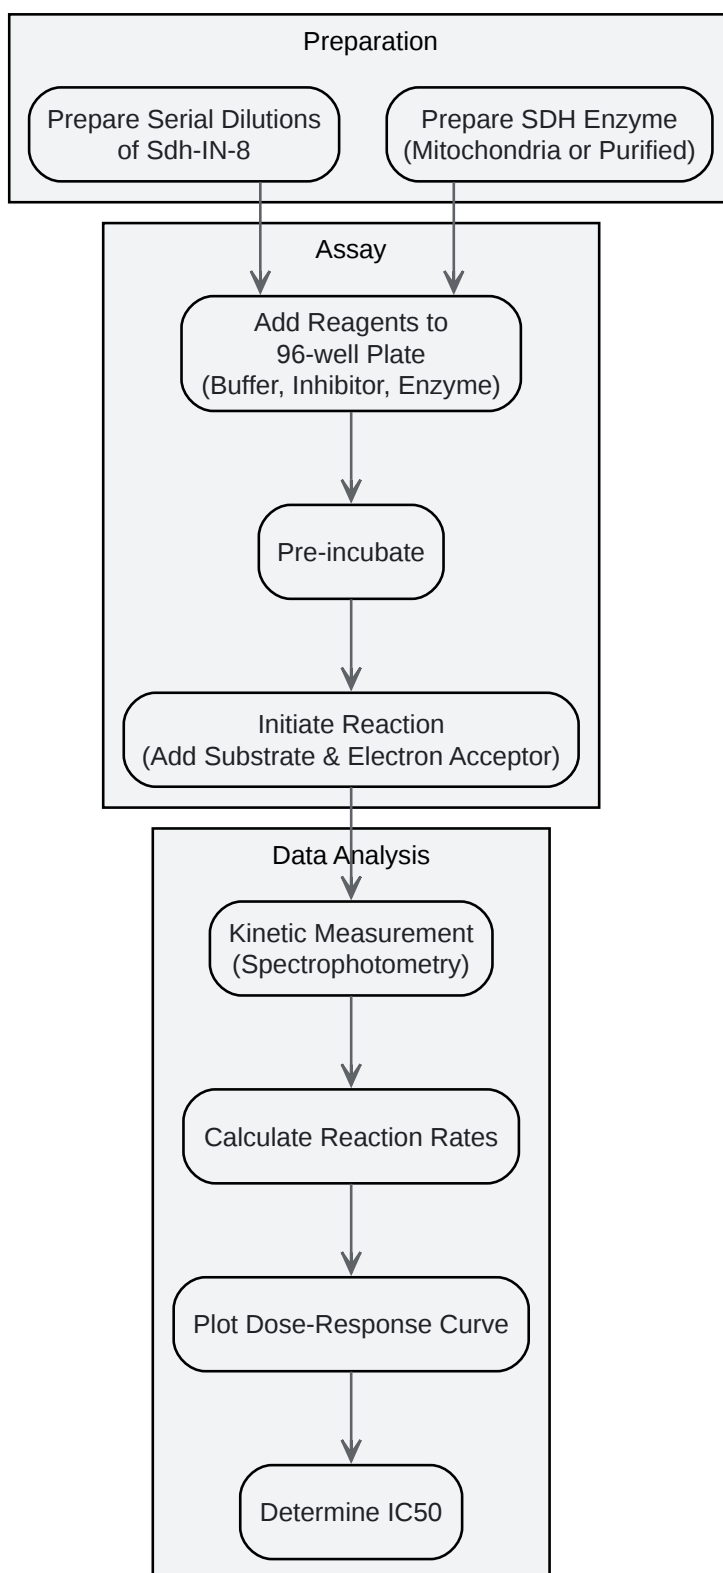 Preparation
Prepare Serial Dilutions
of Sdh-IN-8
Prepare SDH Enzyme
(Mitochondria or Purified)
Assay
Add Reagents to
96-well Plate
(Buffer, Inhibitor, Enzyme)
Pre-incubate
Initiate Reaction
(Add Substrate & Electron Acceptor)
Data Analysis
Kinetic Measurement
(Spectrophotometry)
Calculate Reaction Rates
Plot Dose-Response Curve
Determine IC50